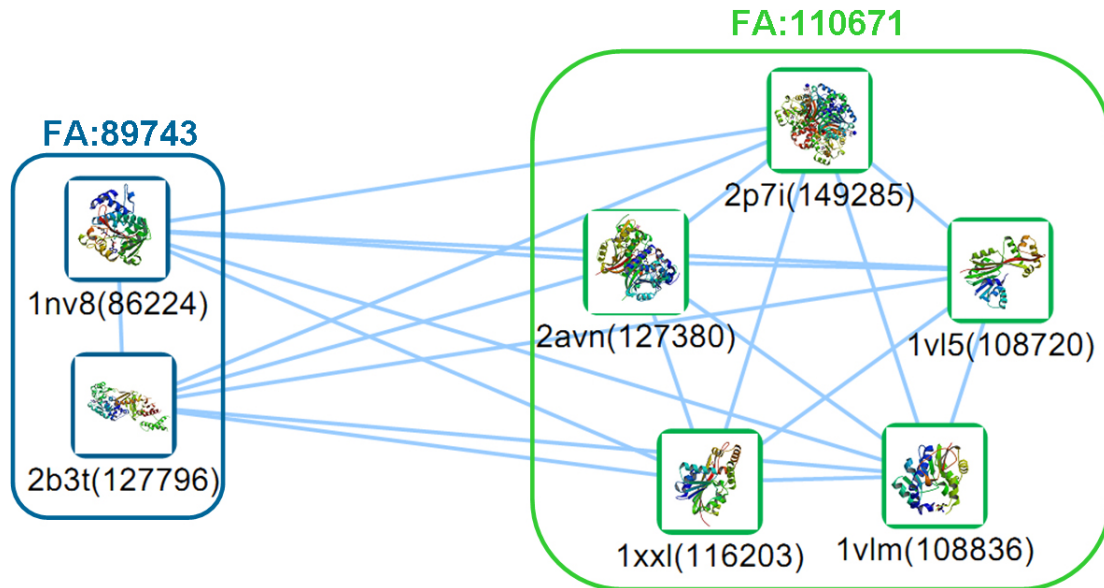 FA:110671
FA:89743
2p7i(149285)
1nv8(86224)
2avn(127380)
1vl5(108720)
2b3t(127796)
1xxl(116203)
1vlm(108836)